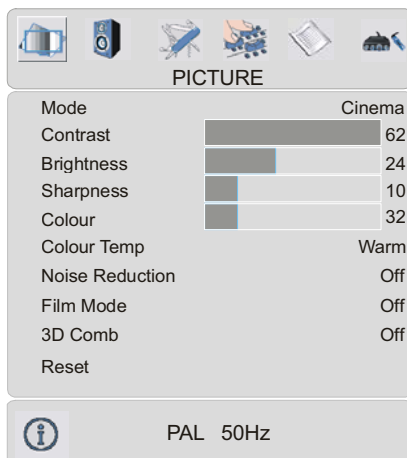 PICTURE
Mode Cinema
Contrast 62
Brightness 24
Sharpness 10
Colour 32
Colour Temp Warm
Noise Reduction Off
Film Mode Off
3D Comb Off
Reset
PAL 50Hz